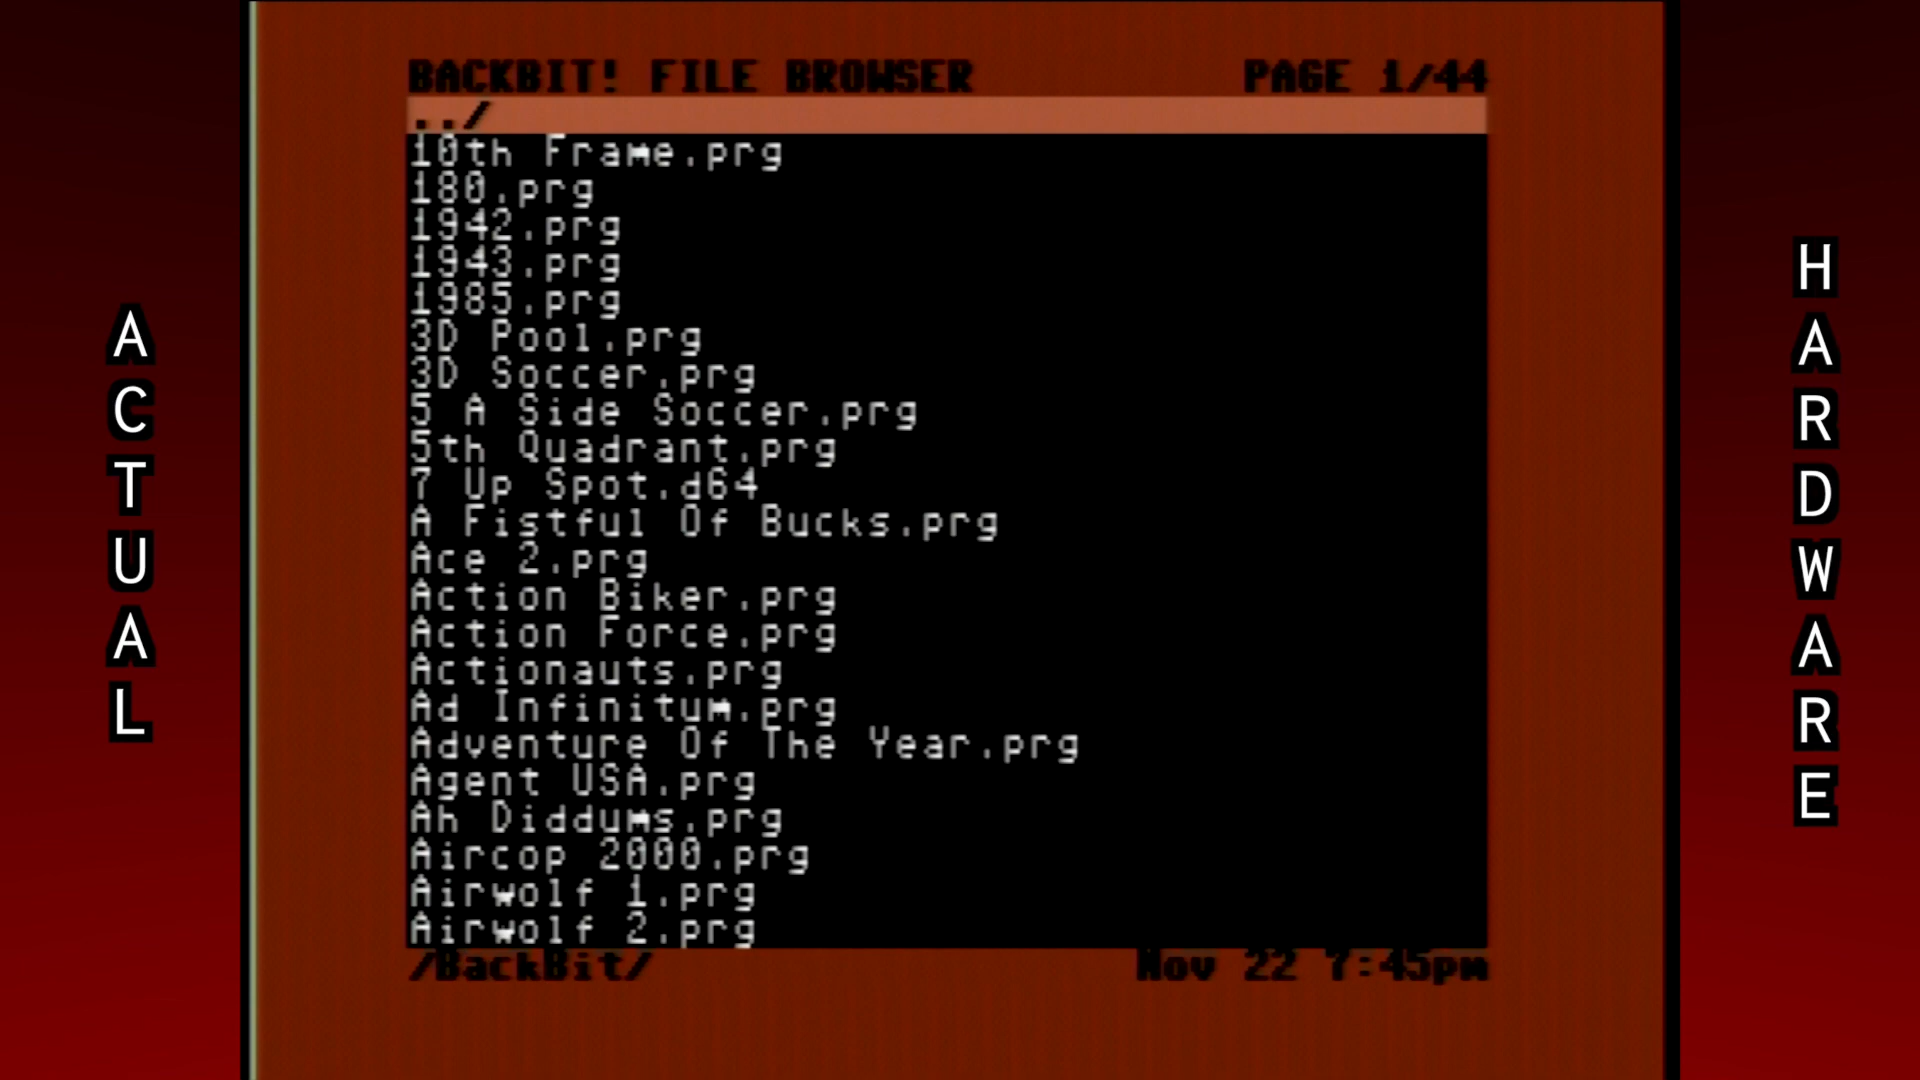 BACKBIT! FILE BROWSER PAGE 1/44
../
10th Frame.prg
180.prg
1942.prg
1943.prg
1985.prg
3D Pool.prg
3D Soccer.prg
5 A Side Soccer.prg
5th Quadrant.prg
7 Up Spot.d64
A Fistful Of Bucks.prg
Ace 2.prg
Action Biker.prg
Action Force.prg
Actionauts.prg
Ad Infinitum.prg
Adventure Of The Year.prg
Agent USA.prg
Ah Diddums.prg
Aircop 2000.prg
Airwolf 1.prg
Airwolf 2.prg
/BackBit/ Nov 22 7:45pm
ACTUAL
HARDWARE